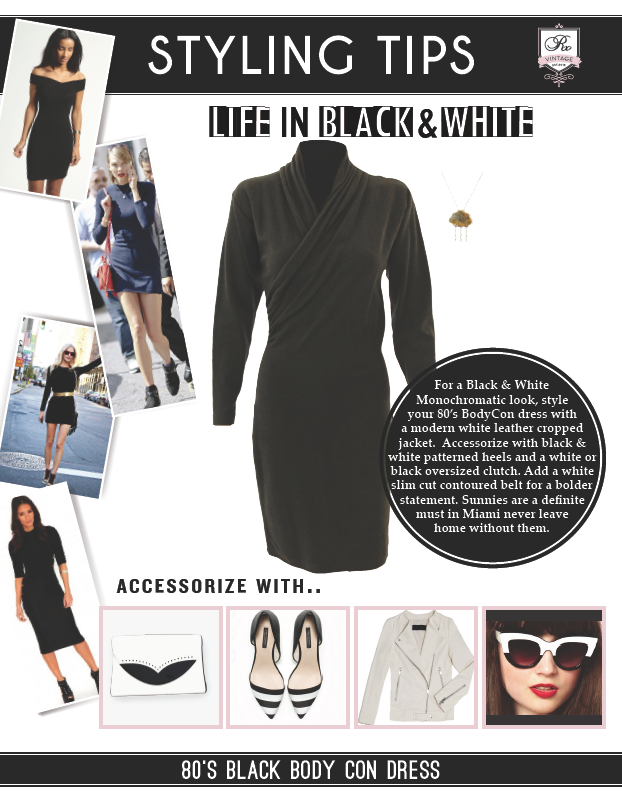 STYLING TIPS
Rx
VINTAGE
LIFE IN BLACK & WHITE
For a Black & White
Monochromatic look, style
your 80's BodyCon dress with
a modern white leather cropped
jacket. Accessorize with black &
white patterned heels and a white or
black oversized clutch. Add a white
slim cut contoured belt for a bolder
statement. Sunnies are a definite
must in Miami never leave
home without them.
ACCESSORIZE WITH..
80'S BLACK BODY CON DRESS